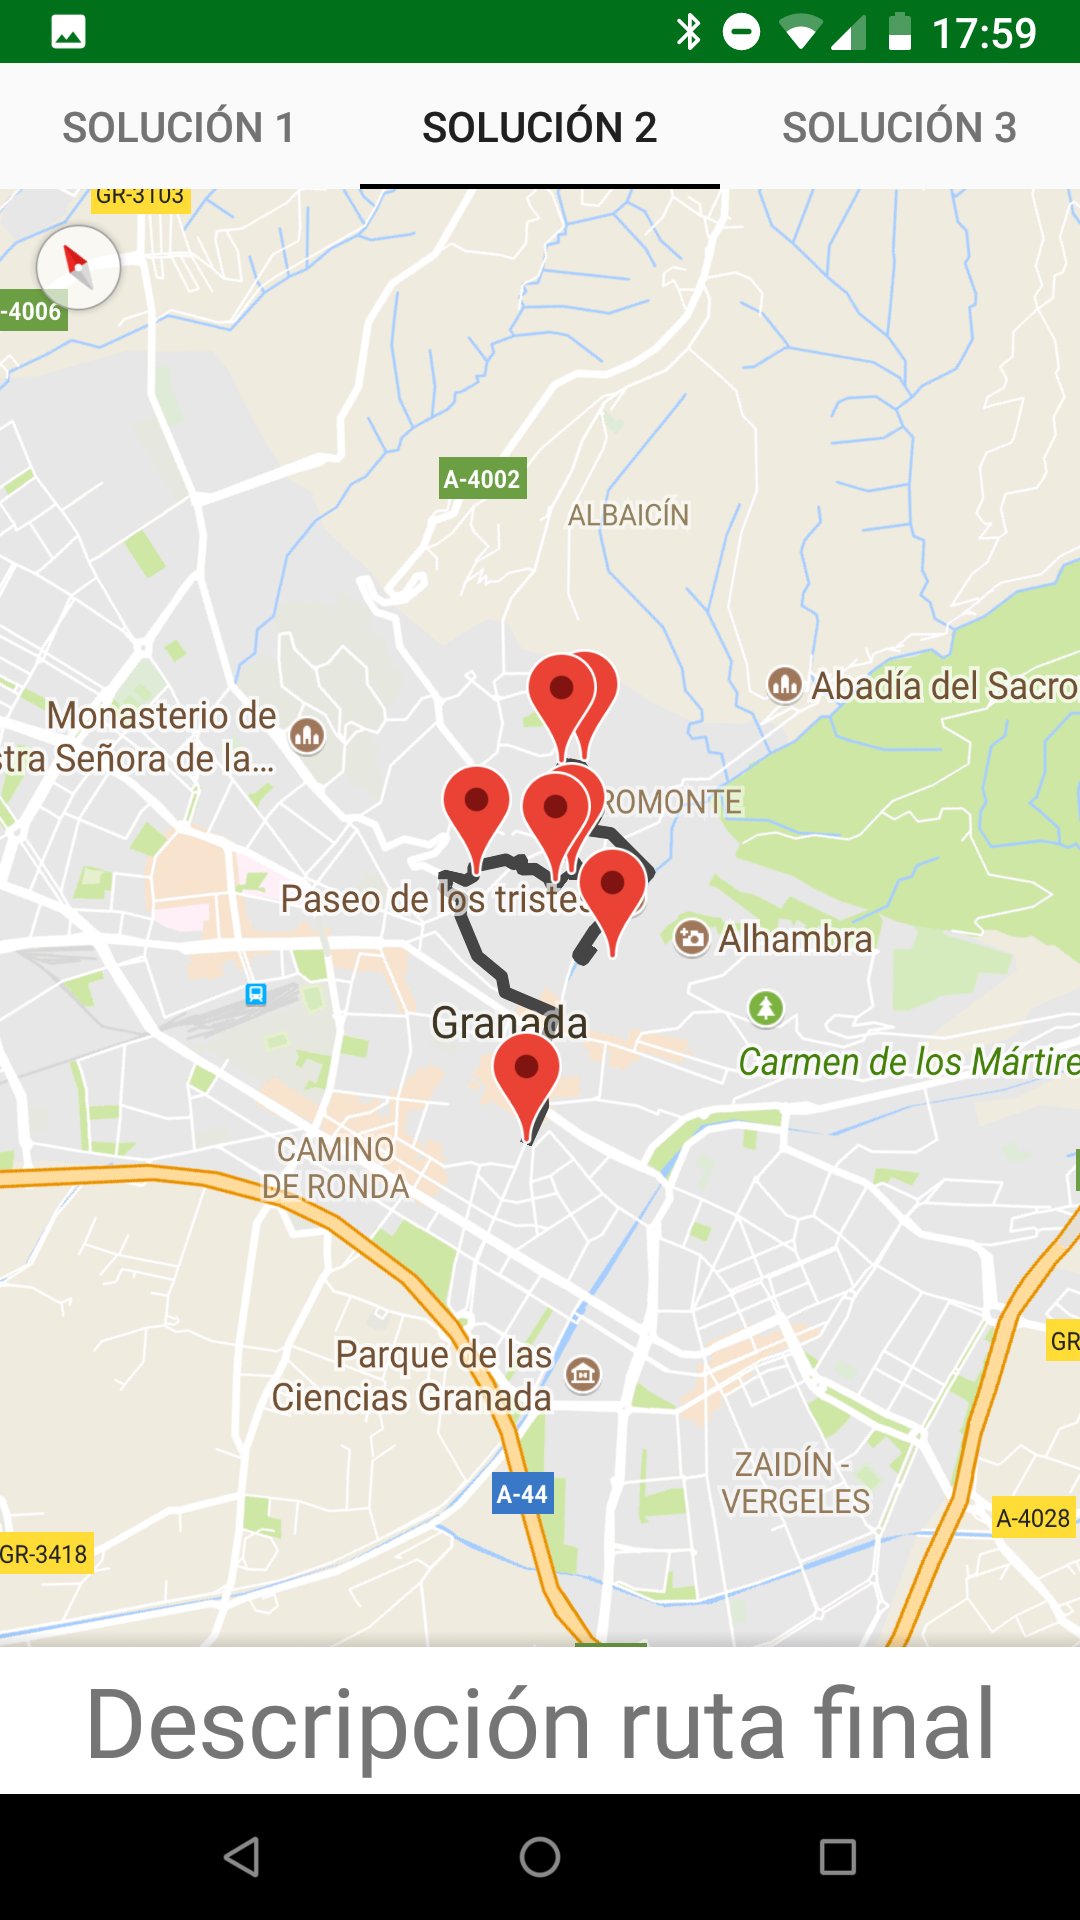 17:59
SOLUCIÓN 1
SOLUCIÓN 2
SOLUCIÓN 3
GR-3103
-4006
A-4002
ALBAICÍN
Abadía del Sacro
Monasterio de
stra Señora de la...
ROMONTE
Paseo de los tristes
Alhambra
Granada
Carmen de los Mártire
CAMINO
DE RONDA
GR
Parque de las
Ciencias Granada
ZAIDÍN -
VERGELES
A-44
A-4028
GR-3418
Descripción ruta final